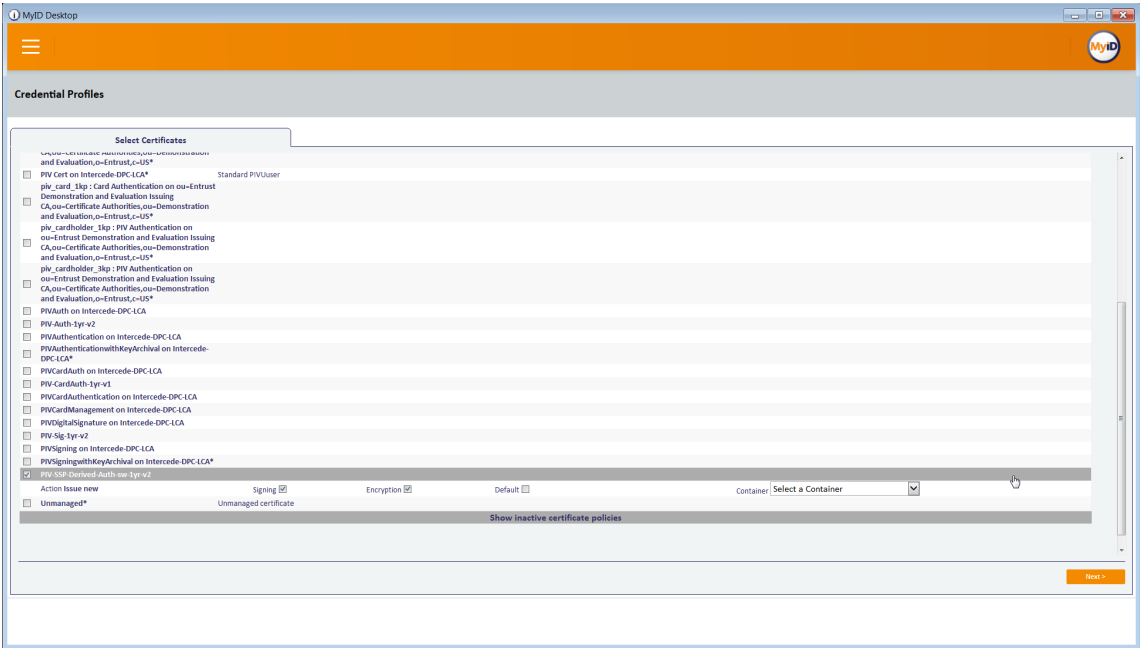 MyID Desktop
MyID
Credential Profiles
Select Certificates
CA,ou=Certificate Authorities,ou=Demonstration
and Evaluation,o=Entrust,c=US*
PIV Cert on Intercede-DPC-LCA* Standard PIVUuser
piv_card_1kp : Card Authentication on ou=Entrust
Demonstration and Evaluation Issuing
CA,ou=Certificate Authorities,ou=Demonstration
and Evaluation,o=Entrust,c=US*
piv_cardholder_1kp : PIV Authentication on
ou=Entrust Demonstration and Evaluation Issuing
CA,ou=Certificate Authorities,ou=Demonstration
and Evaluation,o=Entrust,c=US*
piv_cardholder_3kp : PIV Authentication on
ou=Entrust Demonstration and Evaluation Issuing
CA,ou=Certificate Authorities,ou=Demonstration
and Evaluation,o=Entrust,c=US*
PIVAuth on Intercede-DPC-LCA
PIV-Auth-1yr-v2
PIVAuthentication on Intercede-DPC-LCA
PIVAuthenticationwithKeyArchival on Intercede-
DPC-LCA*
PIVCardAuth on Intercede-DPC-LCA
PIV-CardAuth-1yr-v1
PIVCardAuthentication on Intercede-DPC-LCA
PIVCardManagement on Intercede-DPC-LCA
PIVDigitalSignature on Intercede-DPC-LCA
PIV-Sig-1yr-v2
PIVSigning on Intercede-DPC-LCA
PIVSigningwithKeyArchival on Intercede-DPC-LCA*
PIV-SSP-Derived-Auth-sw-1yr-v2
Action Issue new Signing Encryption Default Container Select a Container
Unmanaged* Unmanaged certificate
Show inactive certificate policies
Next >